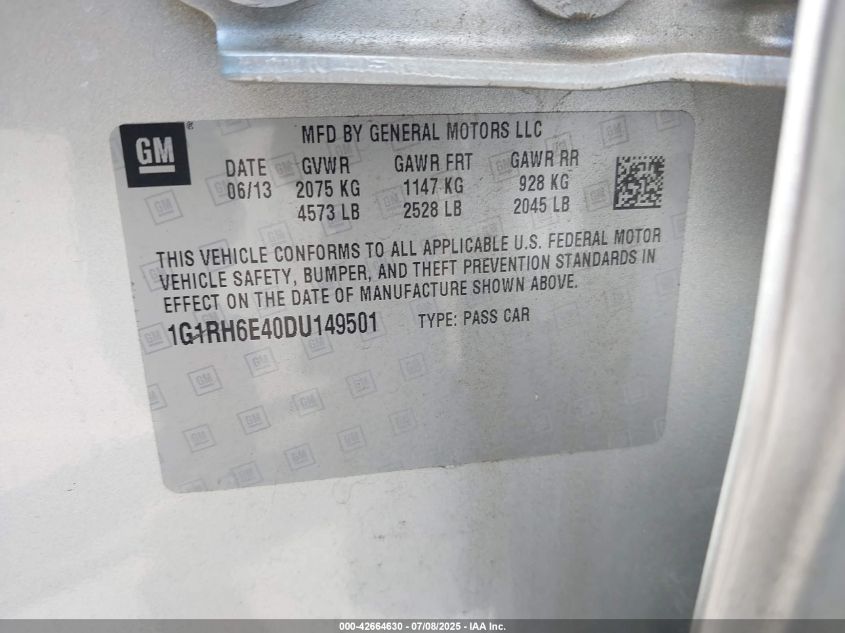 GM ®
MFD BY GENERAL MOTORS LLC
DATE GVWR GAWR FRT GAWR RR
06/13 2075 KG 1147 KG 928 KG
4573 LB 2528 LB 2045 LB
THIS VEHICLE CONFORMS TO ALL APPLICABLE U.S. FEDERAL MOTOR
VEHICLE SAFETY, BUMPER, AND THEFT PREVENTION STANDARDS IN
EFFECT ON THE DATE OF MANUFACTURE SHOWN ABOVE.
1G1RH6E40DU149501 TYPE: PASS CAR
000-42664630 - 07/08/2025 - IAA Inc.